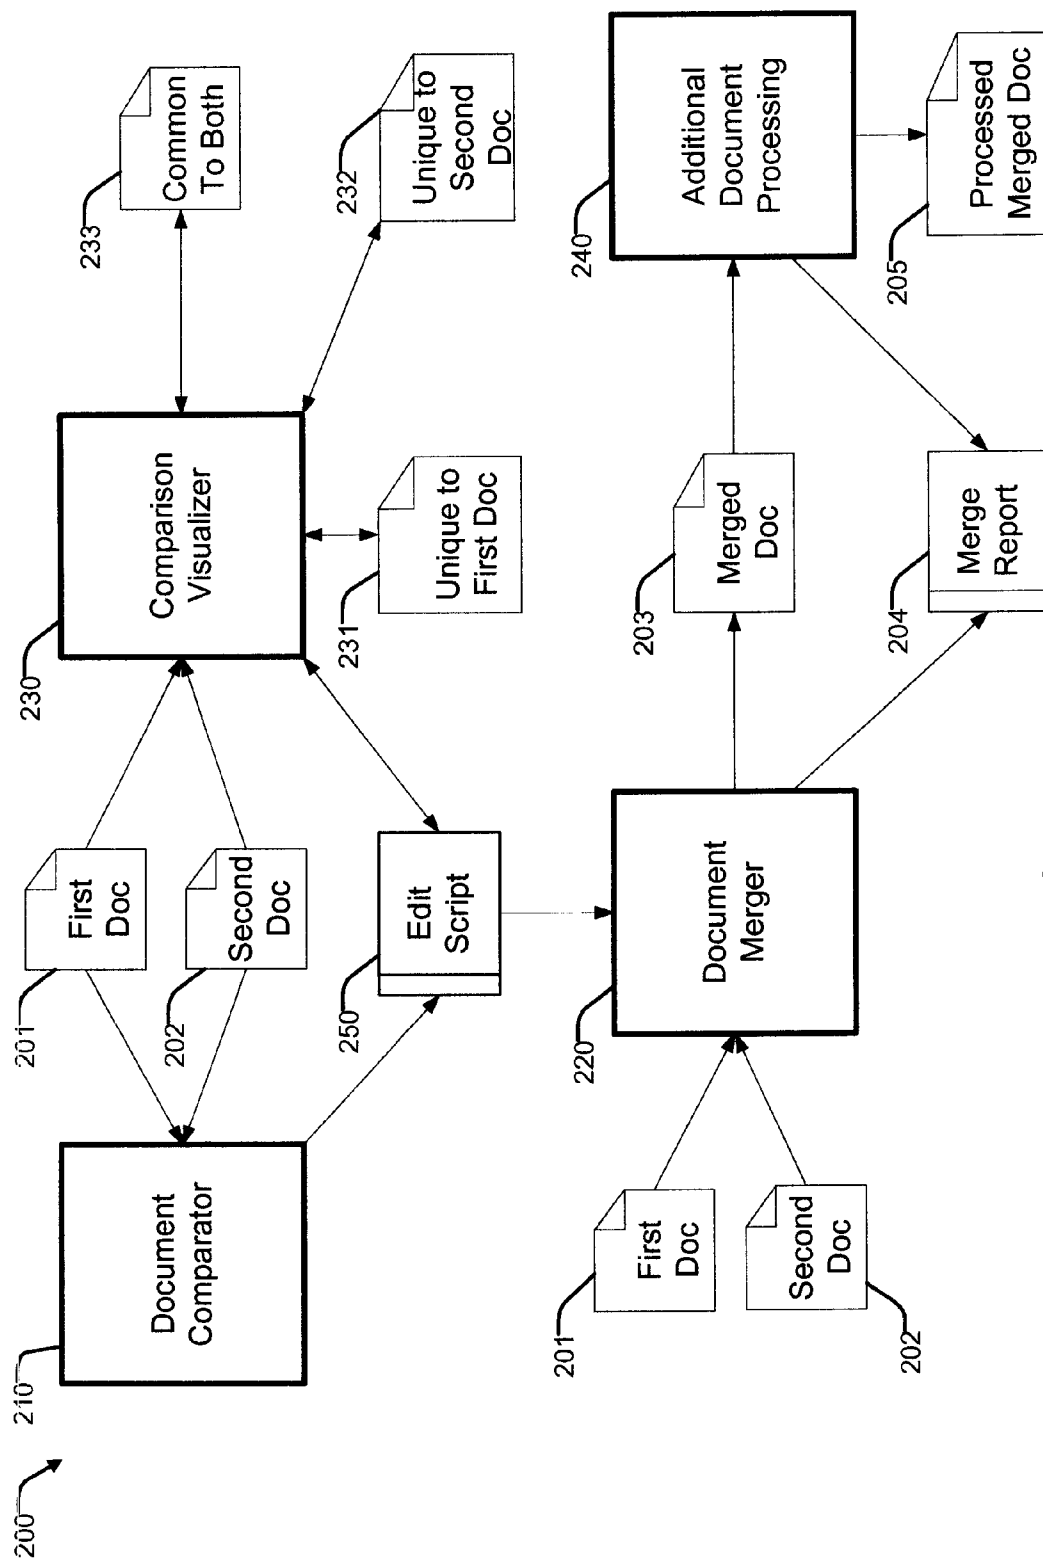 200
210
Document
Comparator
201
First
Doc
202
Second
Doc
230
Comparison
Visualizer
233
Common
To Both
232
Unique to
Second
Doc
231
Unique to
First Doc
250
Edit
Script
201
First
Doc
202
Second
Doc
220
Document
Merger
203
Merged
Doc
204
Merge
Report
240
Additional
Document
Processing
205
Processed
Merged Doc